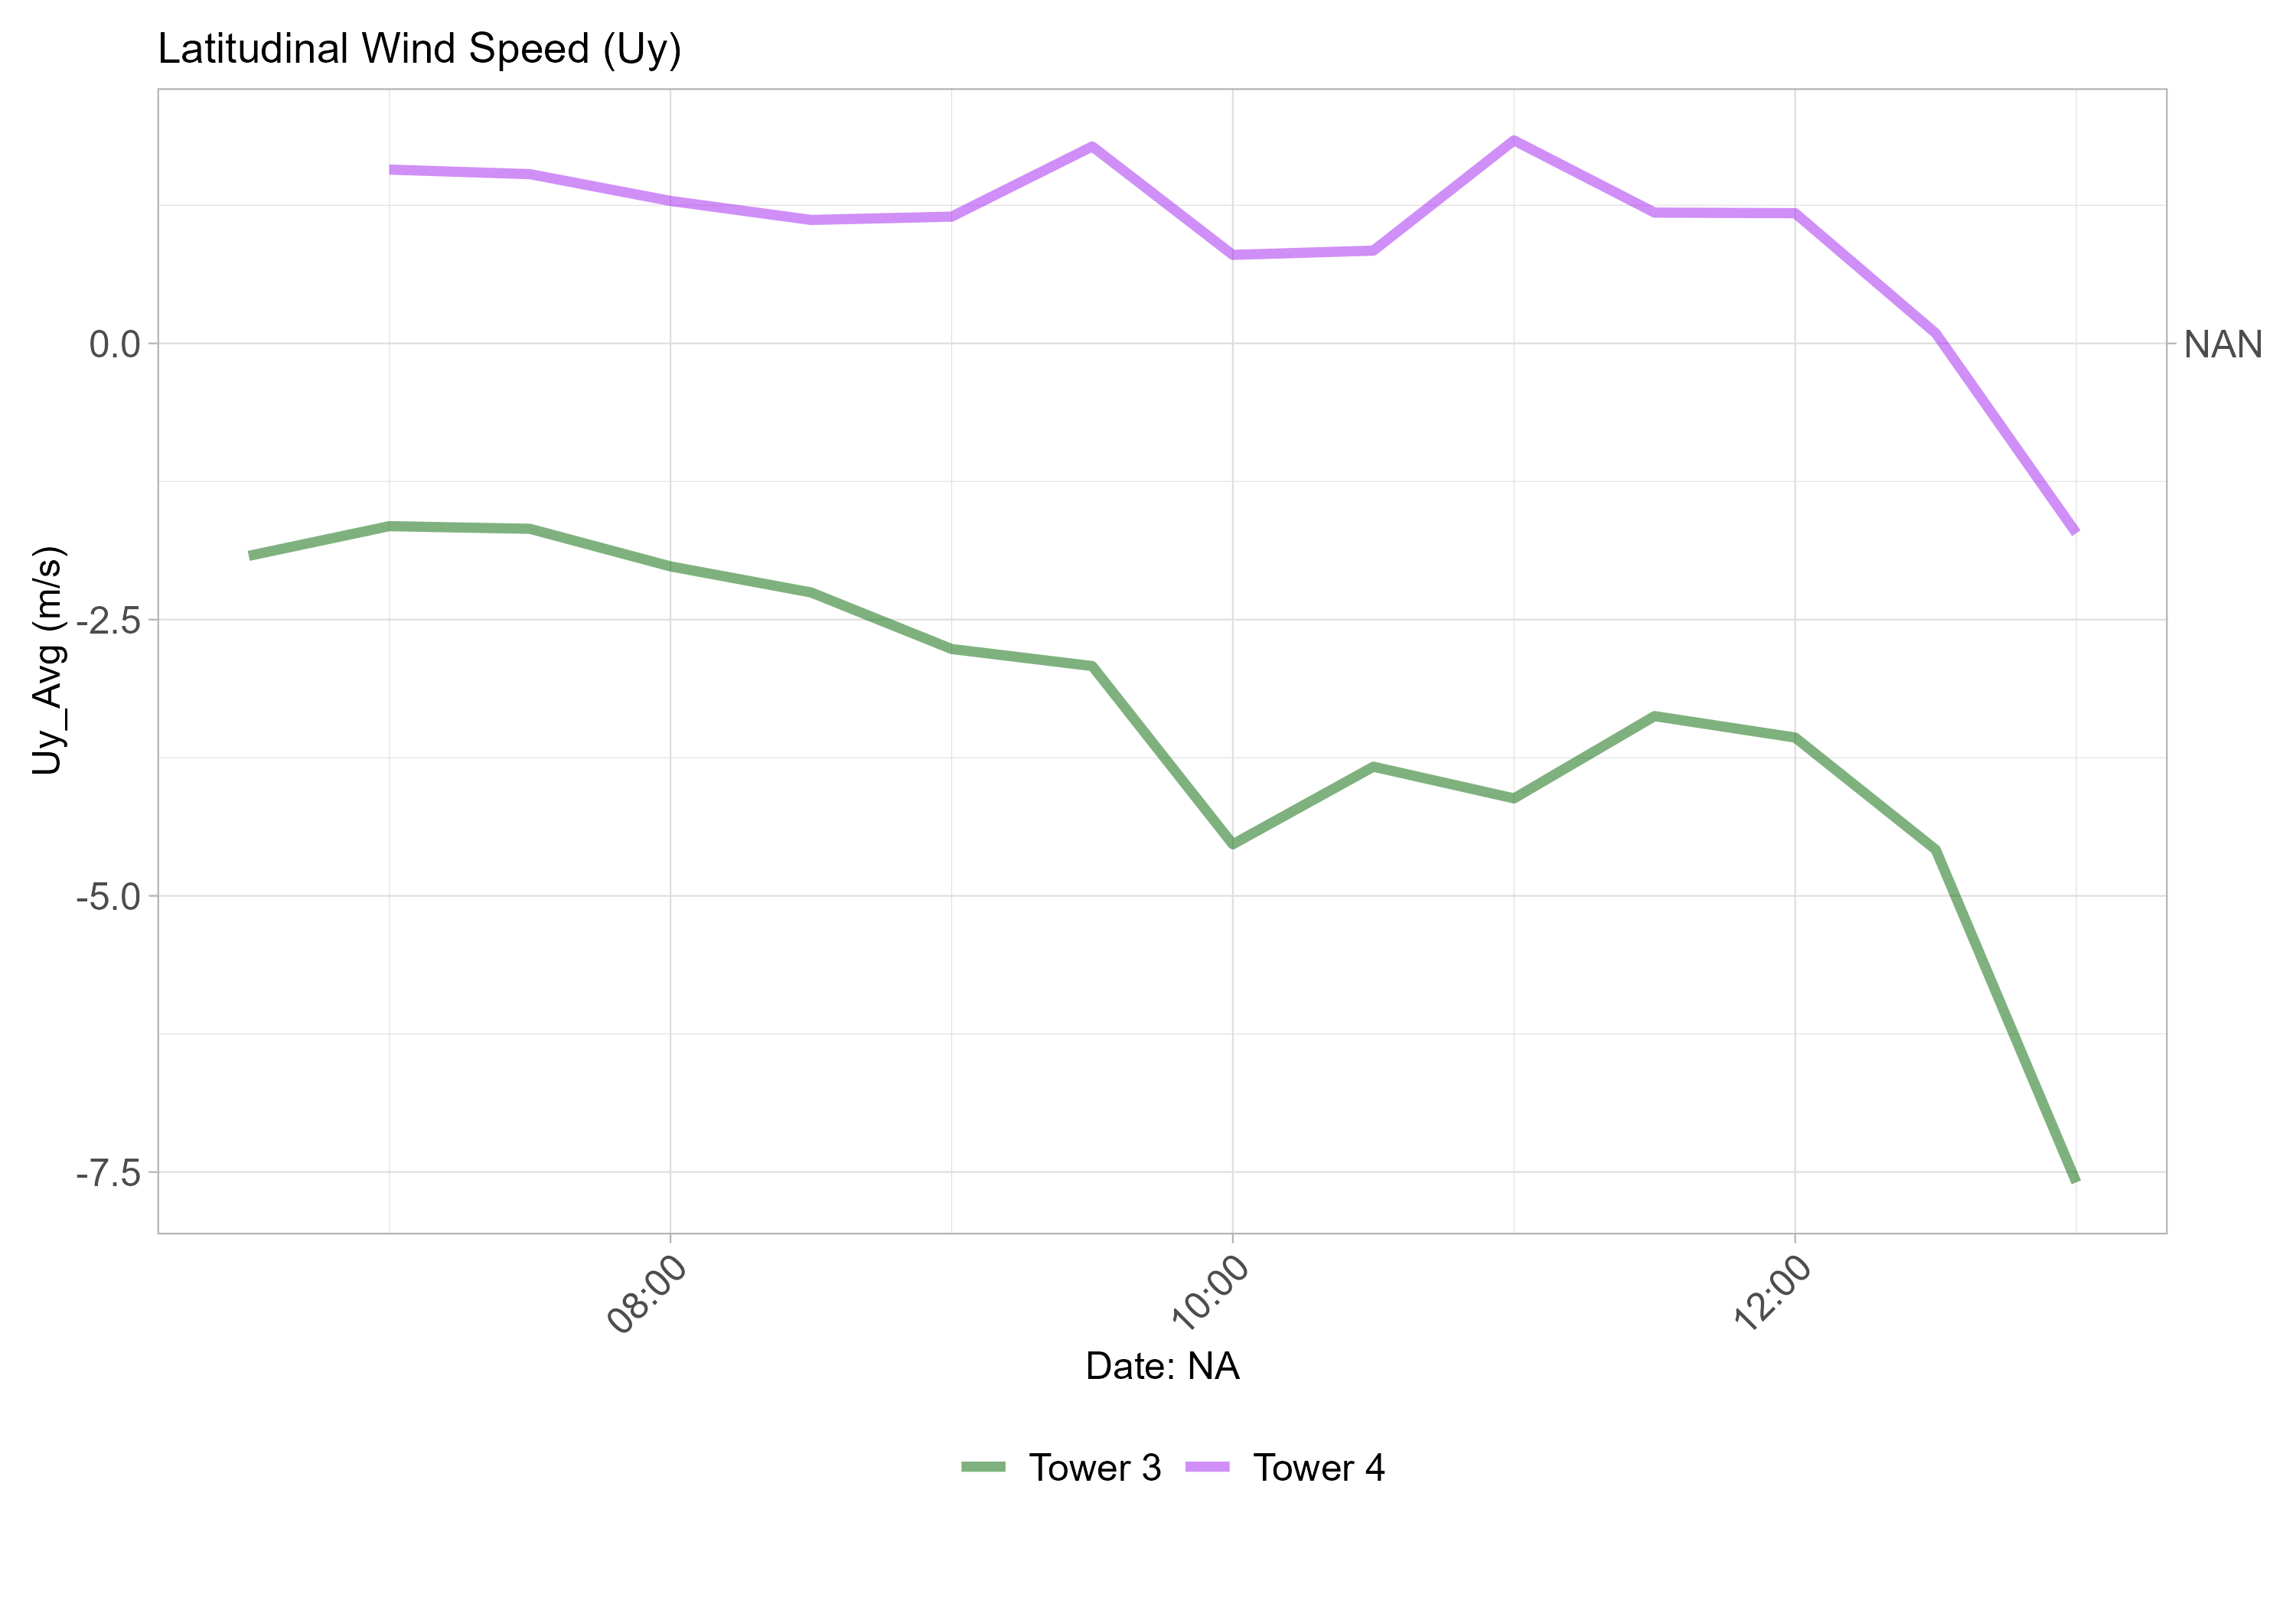 Latitudinal Wind Speed (Uy)
Uy_Avg (m/s)
0.0
-2.5
-5.0
-7.5
NAN
08:00
10:00
12:00
Date: NA
Tower 3
Tower 4